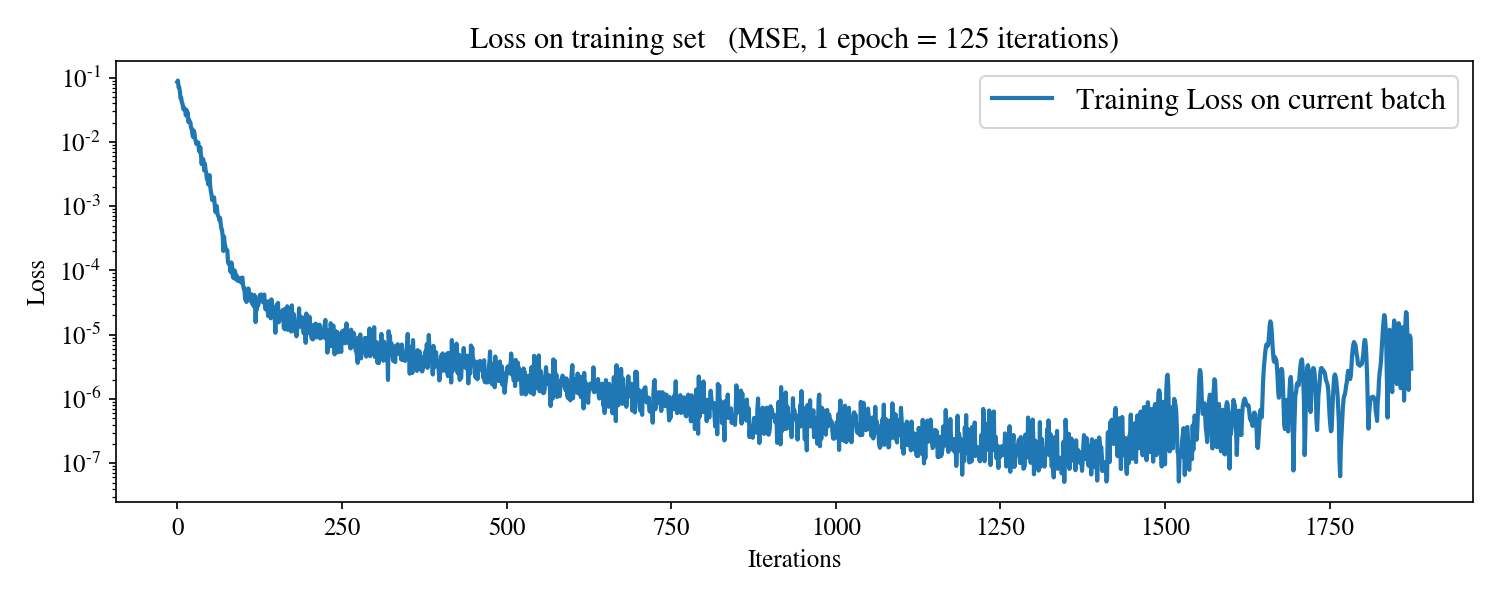 Loss on training set   (MSE, 1 epoch = 125 iterations)
Training Loss on current batch
Loss
10⁻¹
10⁻²
10⁻³
10⁻⁴
10⁻⁵
10⁻⁶
10⁻⁷
0 250 500 750 1000 1250 1500 1750
Iterations